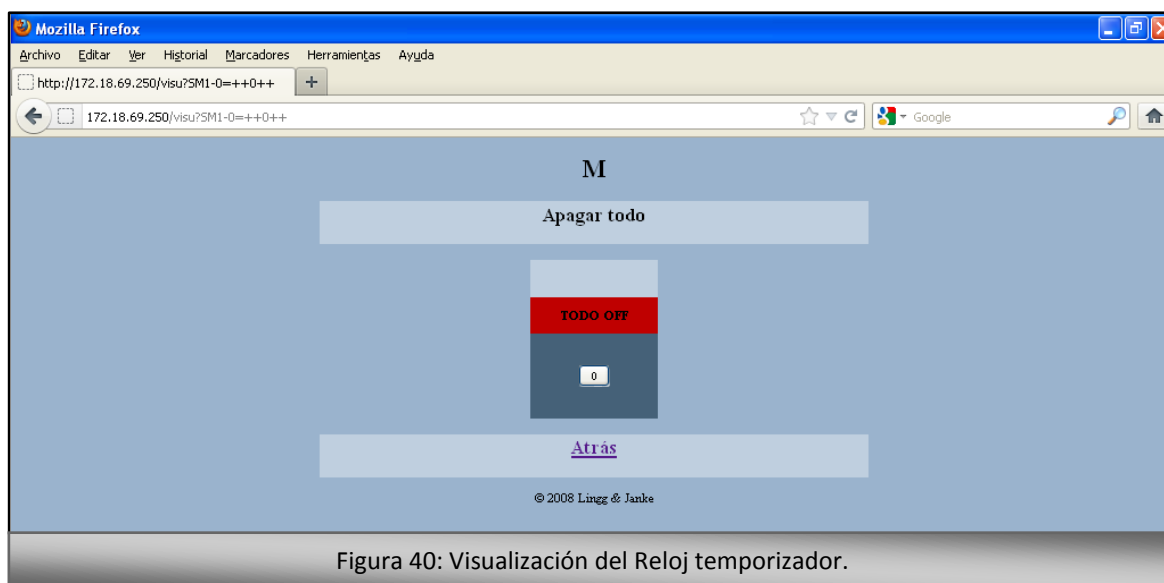 Mozilla Firefox
Archivo Editar Ver Historial Marcadores Herramientas Ayuda
http://172.18.69.250/visu?SM1-0=++0++ +
172.18.69.250/visu?SM1-0=++0++ Google
M
Apagar todo
TODO OFF
0
Atrás
© 2008 Lingg & Janke
Figura 40: Visualización del Reloj temporizador.